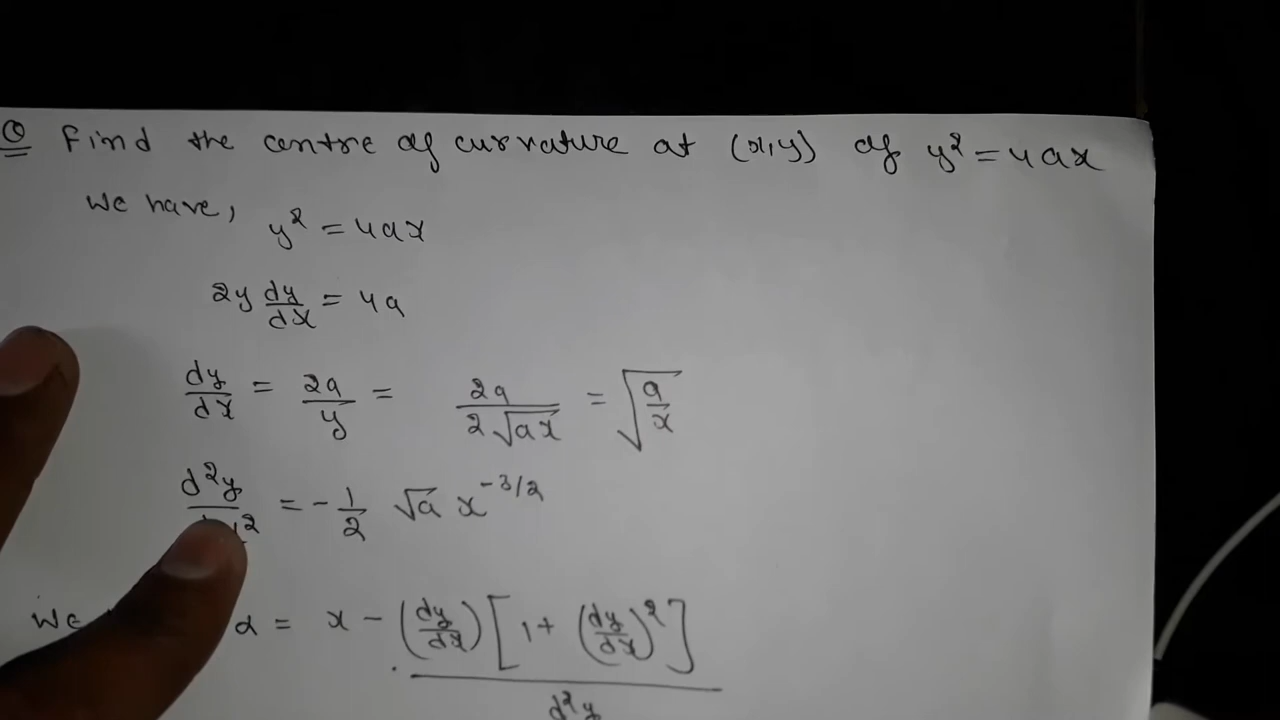 Q Find the centre of curvature at (x,y) of y² = 4ax
We have, y² = 4ax
2y dy/dx = 4a
dy/dx = 2a/y = 2a/2√ax = √a/x
d²y/ ² = -1/2 √a x^-3/2
We α = x - (dy/dx) [1+ (dy/dx)²]
d²y